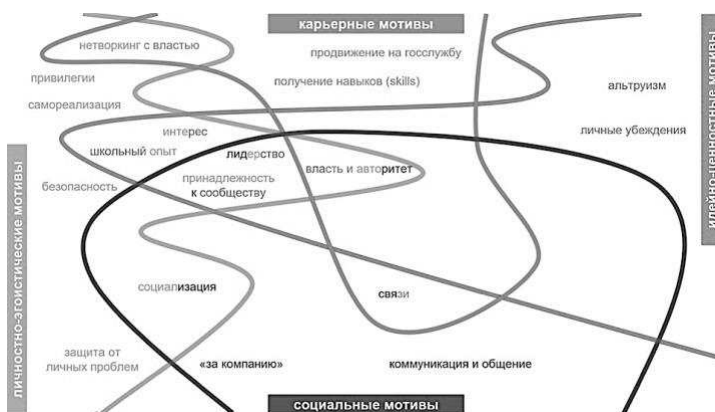 карьерные мотивы
нетворкинг с властью
продвижение на госслужбу
привилегии
получение навыков (skills)
альтруизм
самореализация
интерес
личные убеждения
школьный опыт
лидерство
власть и авторитет
безопасность
принадлежность
к сообществу
социализация
связи
защита от
личных проблем
«за компанию»
коммуникация и общение
социальные мотивы
личностно-эгоистические мотивы
идейно-ценностные мотивы